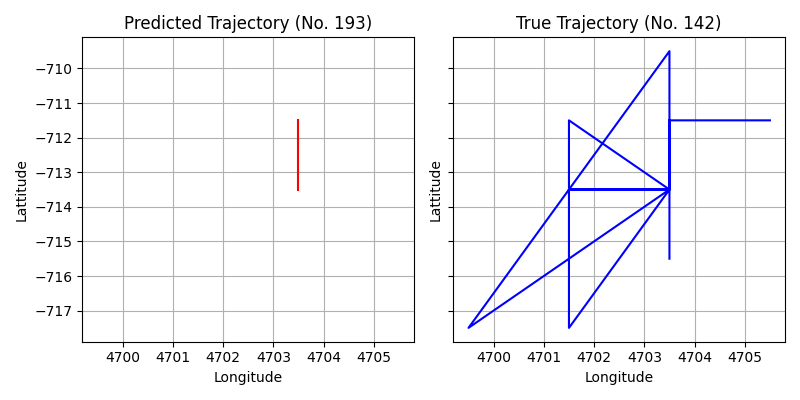 Predicted Trajectory (No. 193)
−710
−711
−712
−713
−714
−715
−716
−717
Lattitude
4700 4701 4702 4703 4704 4705
Longitude
True Trajectory (No. 142)
Lattitude
4700 4701 4702 4703 4704 4705
Longitude